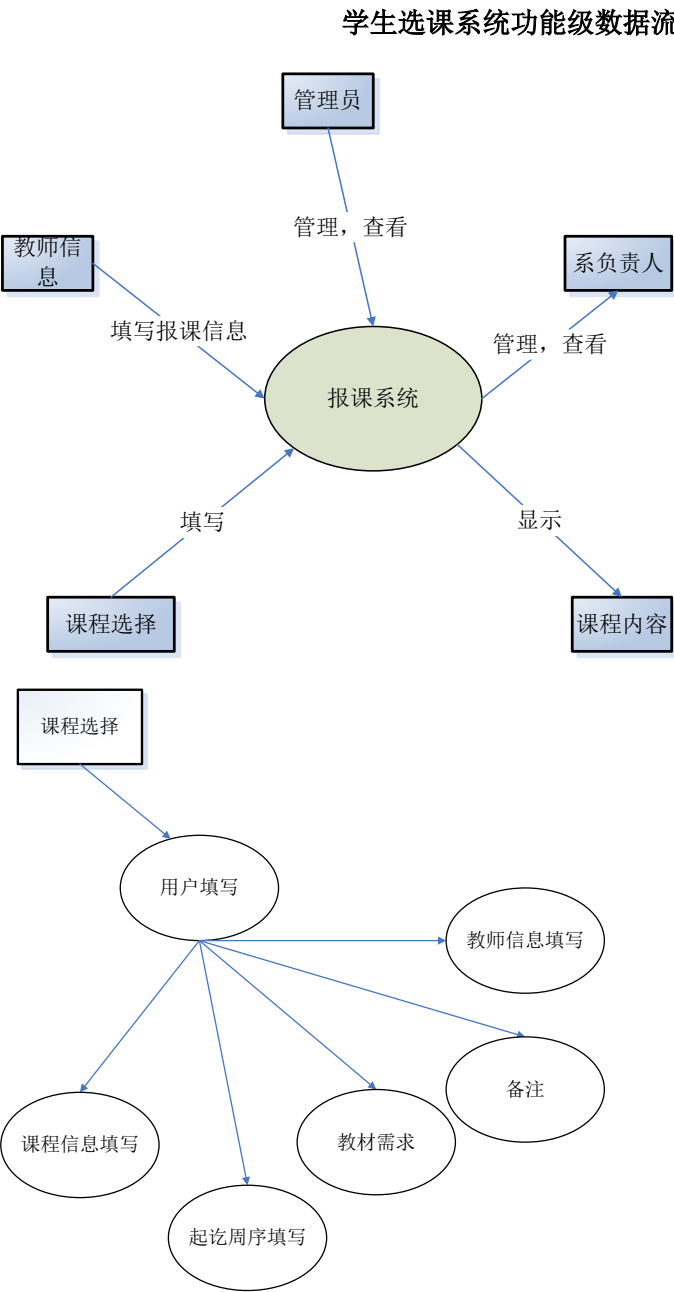 学生选课系统功能级数据流
管理员
管理，查看
教师信
息
系负责人
填写报课信息
管理，查看
报课系统
填写
显示
课程选择
课程内容
课程选择
用户填写
教师信息填写
备注
课程信息填写
教材需求
起讫周序填写